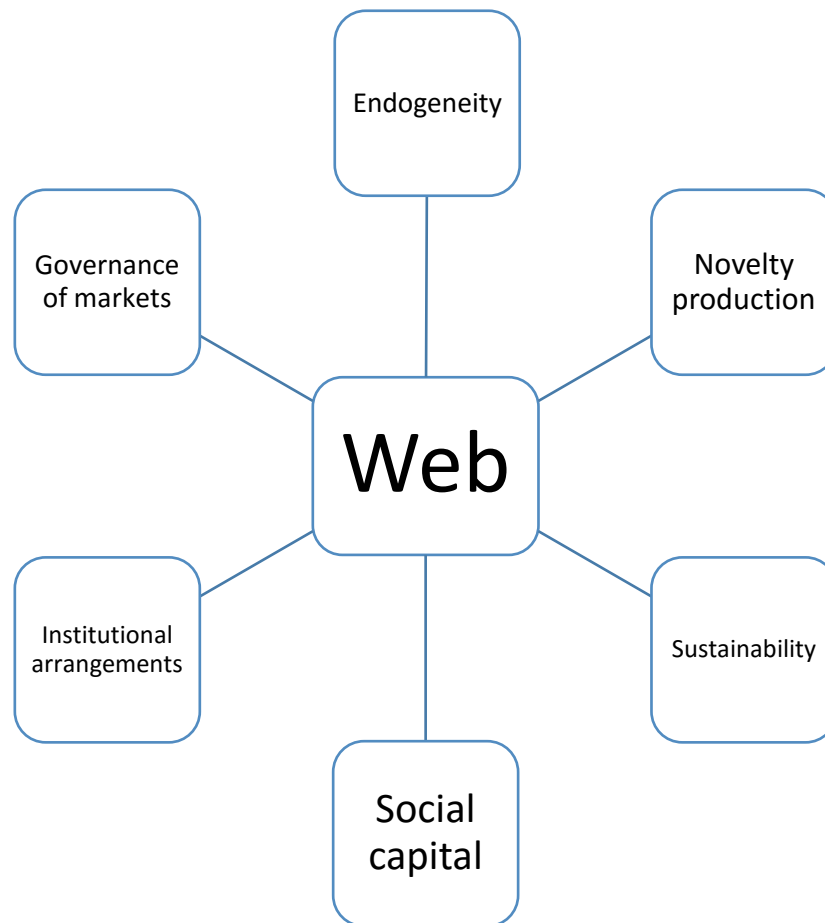 Endogeneity
Governance
of markets
Novelty
production
Web
Institutional
arrangements
Sustainability
Social
capital